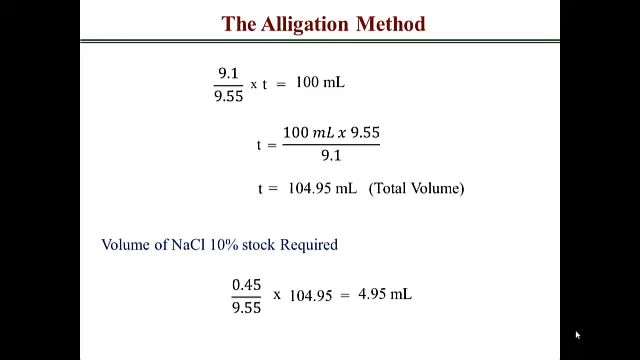 The Alligation Method
9.1
9.55
x t = 100 mL
t = 100 mL x 9.55
9.1
t = 104.95 mL (Total Volume)
Volume of NaCl 10% stock Required
0.45
9.55
x 104.95 = 4.95 mL